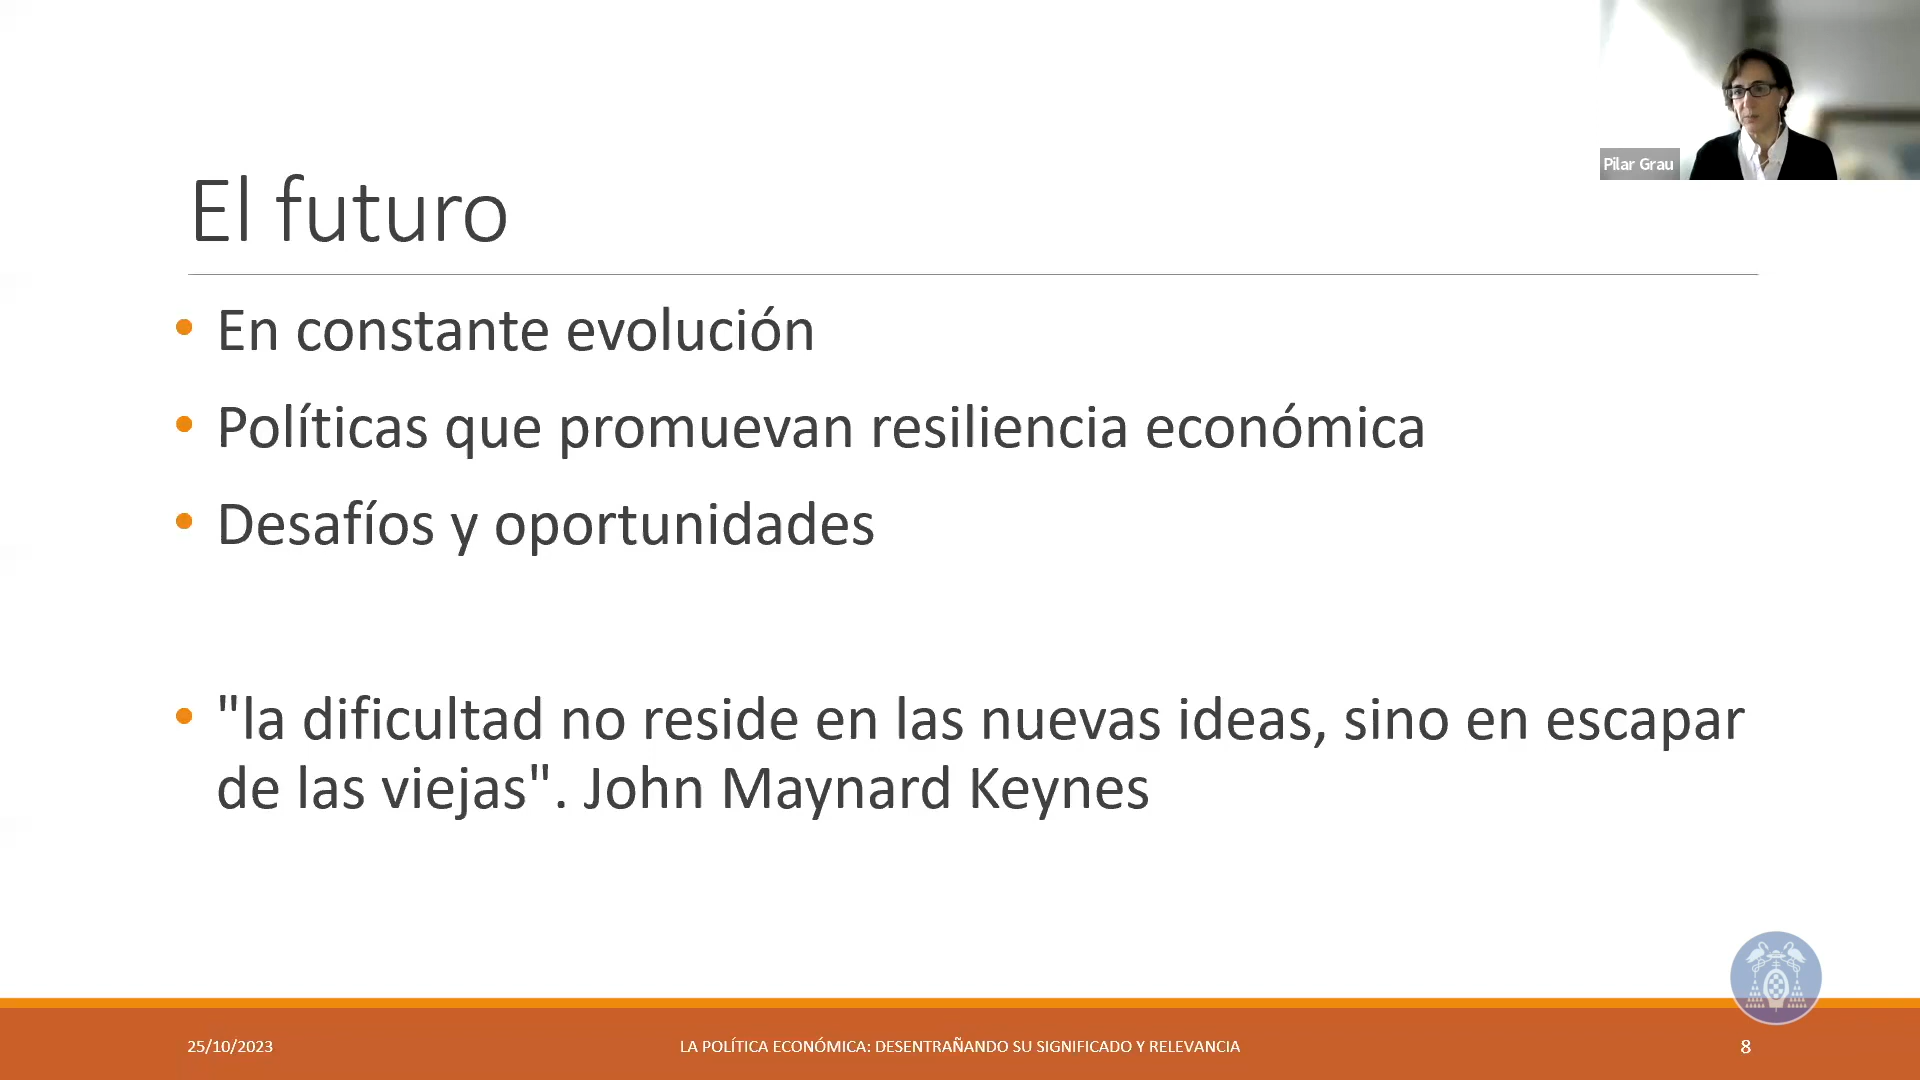 Pilar Grau
El futuro
• En constante evolución
• Políticas que promuevan resiliencia económica
• Desafíos y oportunidades
• "la dificultad no reside en las nuevas ideas, sino en escapar
de las viejas". John Maynard Keynes
25/10/2023
LA POLÍTICA ECONÓMICA: DESENTRAÑANDO SU SIGNIFICADO Y RELEVANCIA
8